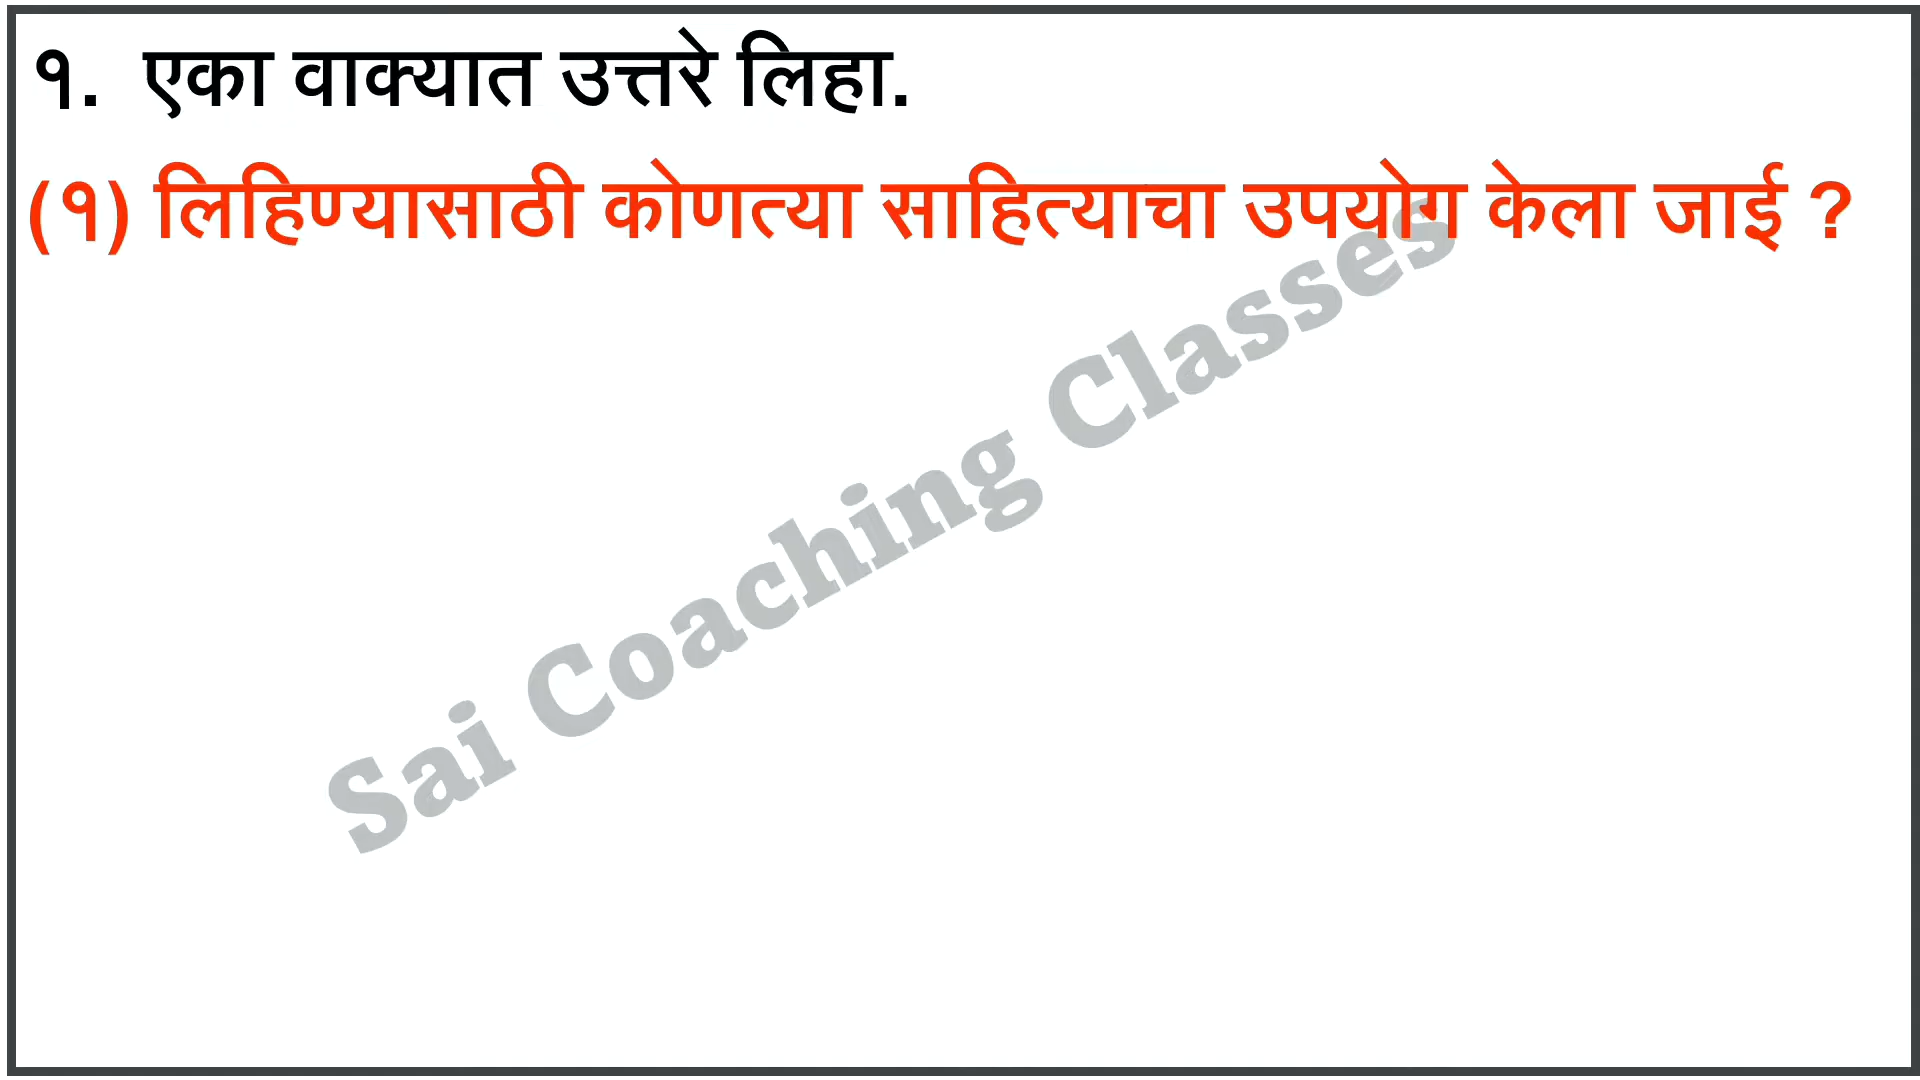 १. एका वाक्यात उत्तरे लिहा.
(१) लिहिण्यासाठी कोणत्या साहित्याचा उपयोग केला जाई ?
Sai Coaching Classes